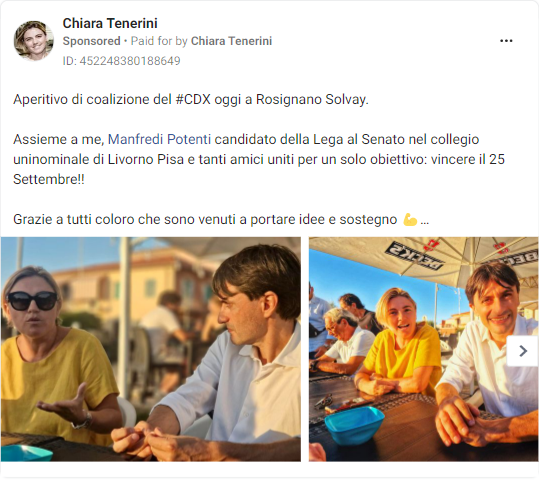 Chiara Tenerini
Sponsored • Paid for by Chiara Tenerini
ID: 452248380188649
Aperitivo di coalizione del #CDX oggi a Rosignano Solvay.
Assieme a me, Manfredi Potenti candidato della Lega al Senato nel collegio
uninominale di Livorno Pisa e tanti amici uniti per un solo obiettivo: vincere il 25
Settembre!!
Grazie a tutti coloro che sono venuti a portare idee e sostegno 💪 ...
BECK'S
BECK'S